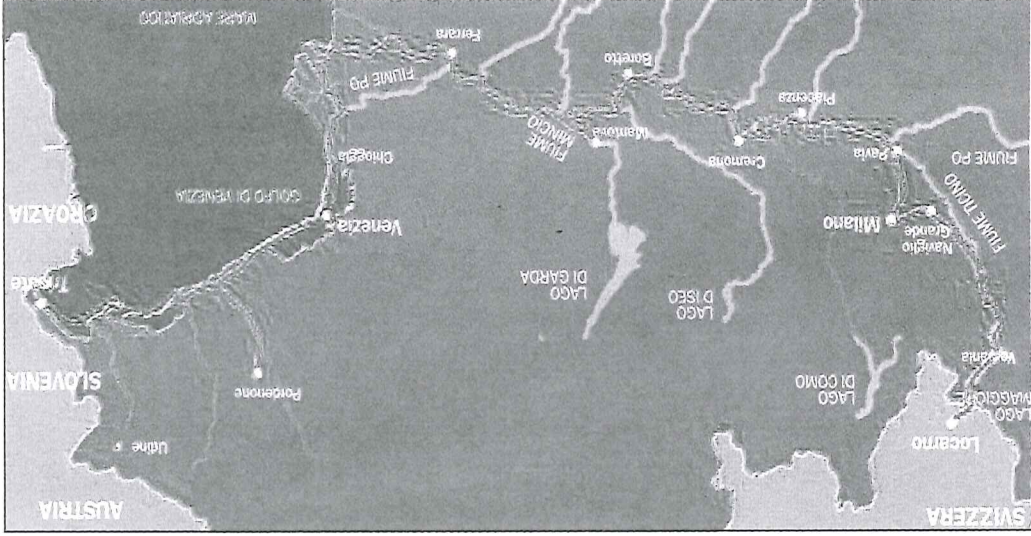 SVIZZERA
AUSTRIA
Locarno
Udine
LAGO
MAGGIORE
LAGO
DI COMO
Pordenone
SLOVENIA
Verbania
LAGO
D'ISEO
LAGO
DI GARDA
Trieste
Naviglio
Grande
Milano
Venezia
CROAZIA
FIUME TICINO
GOLFO DI VENEZIA
FIUME PO
Pavia
Cremona
Mantova
FIUME
MINCIO
Chioggia
Piacenza
Boretto
FIUME PO
Ferrara
MARE ADRIATICO